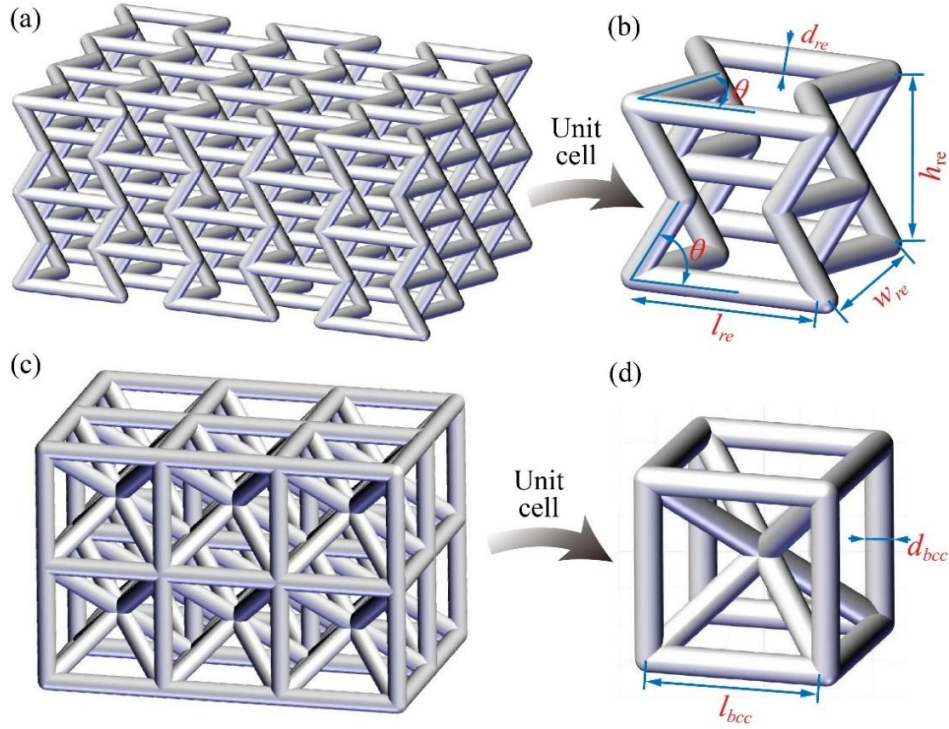 (a)
(b)
d_re
θ
Unit
cell
h_re
θ
w_re
l_re
(c)
(d)
Unit
cell
d_bcc
l_bcc